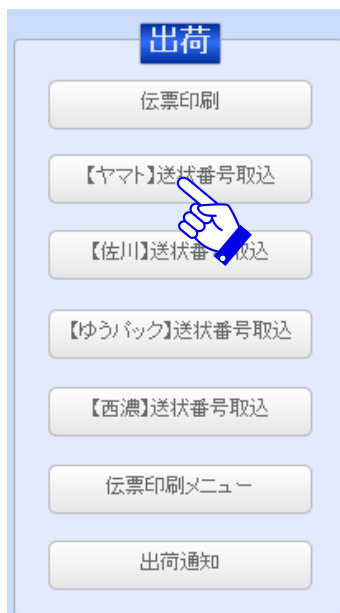 出荷
伝票印刷
【ヤマト】送状番号取込
【佐川】送状番 取込
【ゆうパック】送状番号取込
【西濃】送状番号取込
伝票印刷メニュー
出荷通知